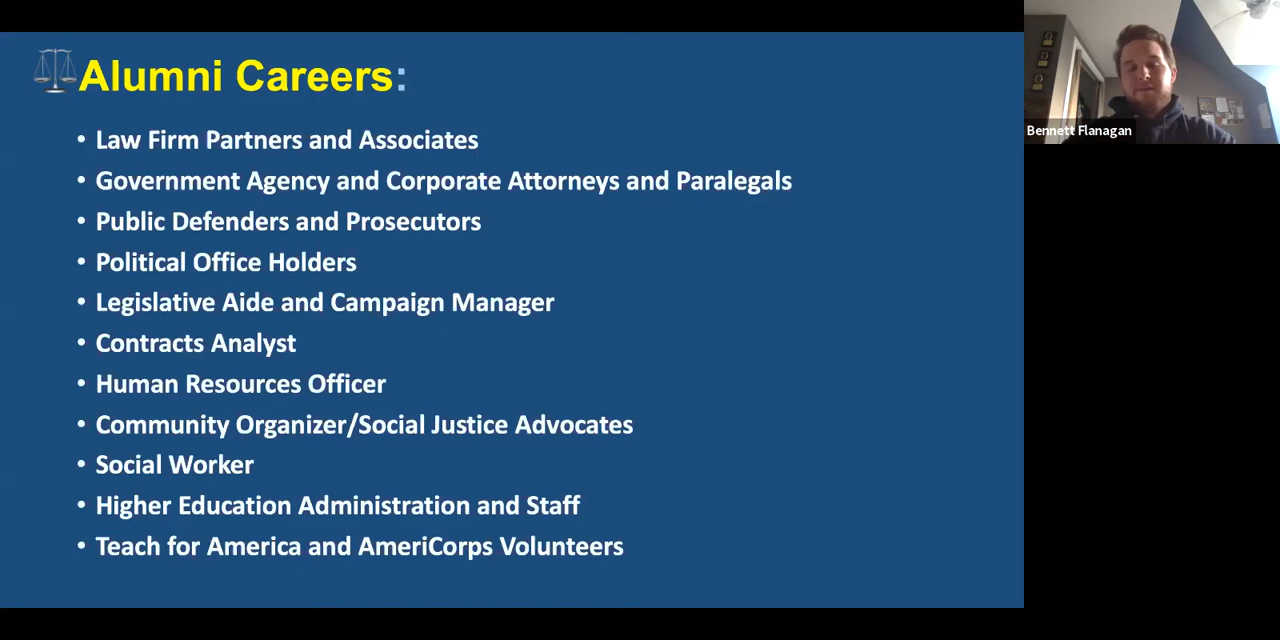 Alumni Careers:
• Law Firm Partners and Associates
• Government Agency and Corporate Attorneys and Paralegals
• Public Defenders and Prosecutors
• Political Office Holders
• Legislative Aide and Campaign Manager
• Contracts Analyst
• Human Resources Officer
• Community Organizer/Social Justice Advocates
• Social Worker
• Higher Education Administration and Staff
• Teach for America and AmeriCorps Volunteers
Bennett Flanagan